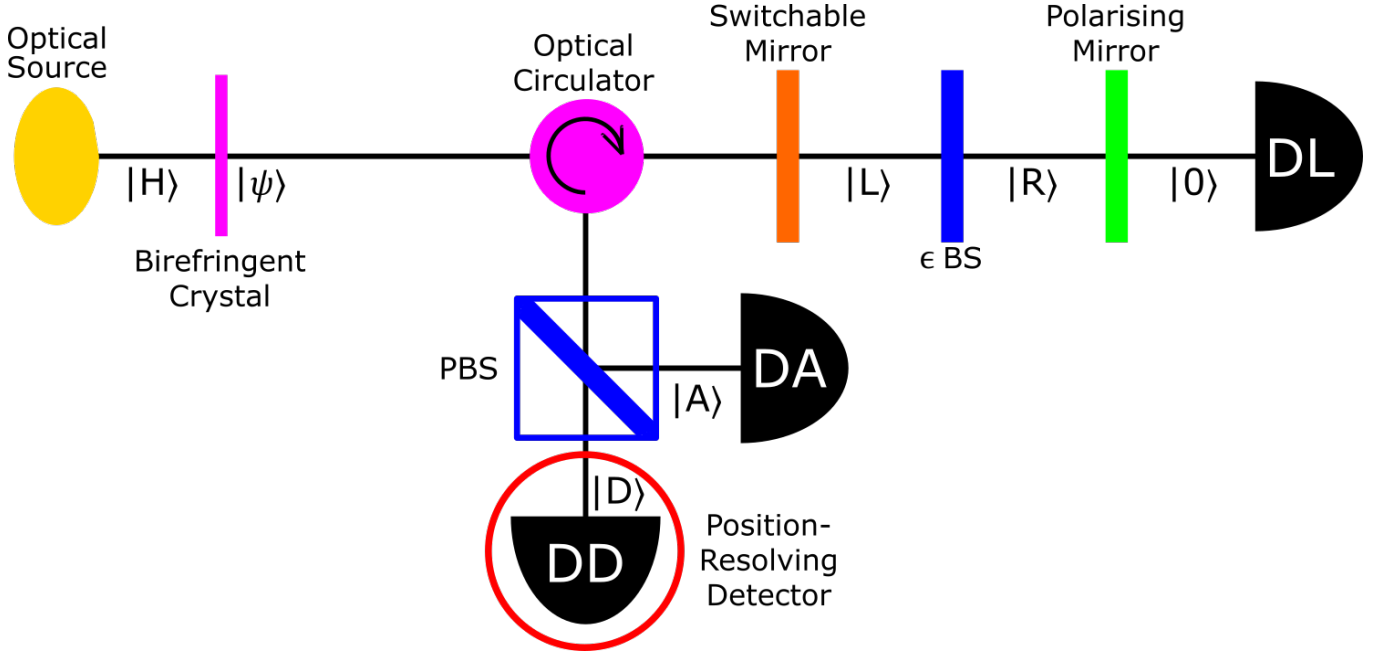 Optical
Source
|H⟩
|ψ⟩
Birefringent
Crystal
Optical
Circulator
Switchable
Mirror
|L⟩
ϵ BS
|R⟩
Polarising
Mirror
|0⟩
DL
PBS
|A⟩
DA
|D⟩
DD
Position-
Resolving
Detector